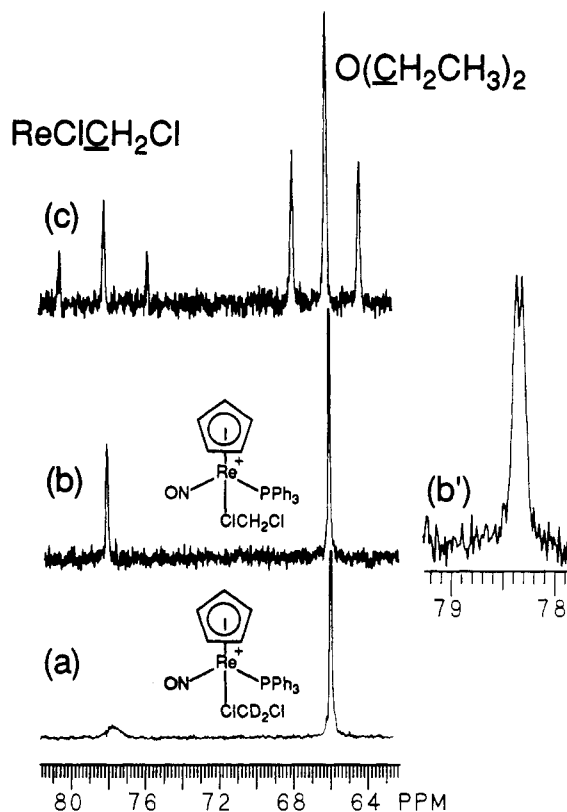 O(CH2CH3)2
ReClCH2Cl
(c)
(b)
Re+
ON
PPh3
ClCH2Cl
(b')
79
78
(a)
Re+
ON
PPh3
ClCD2Cl
80
76
72
68
64
PPM